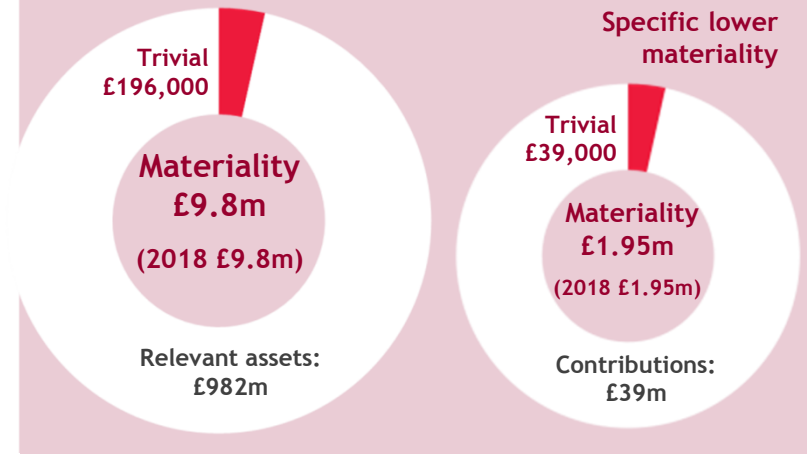 Trivial
£196,000
Materiality
£9.8m
(2018 £9.8m)
Relevant assets:
£982m
Specific lower
materiality
Trivial
£39,000
Materiality
£1.95m
(2018 £1.95m)
Contributions:
£39m